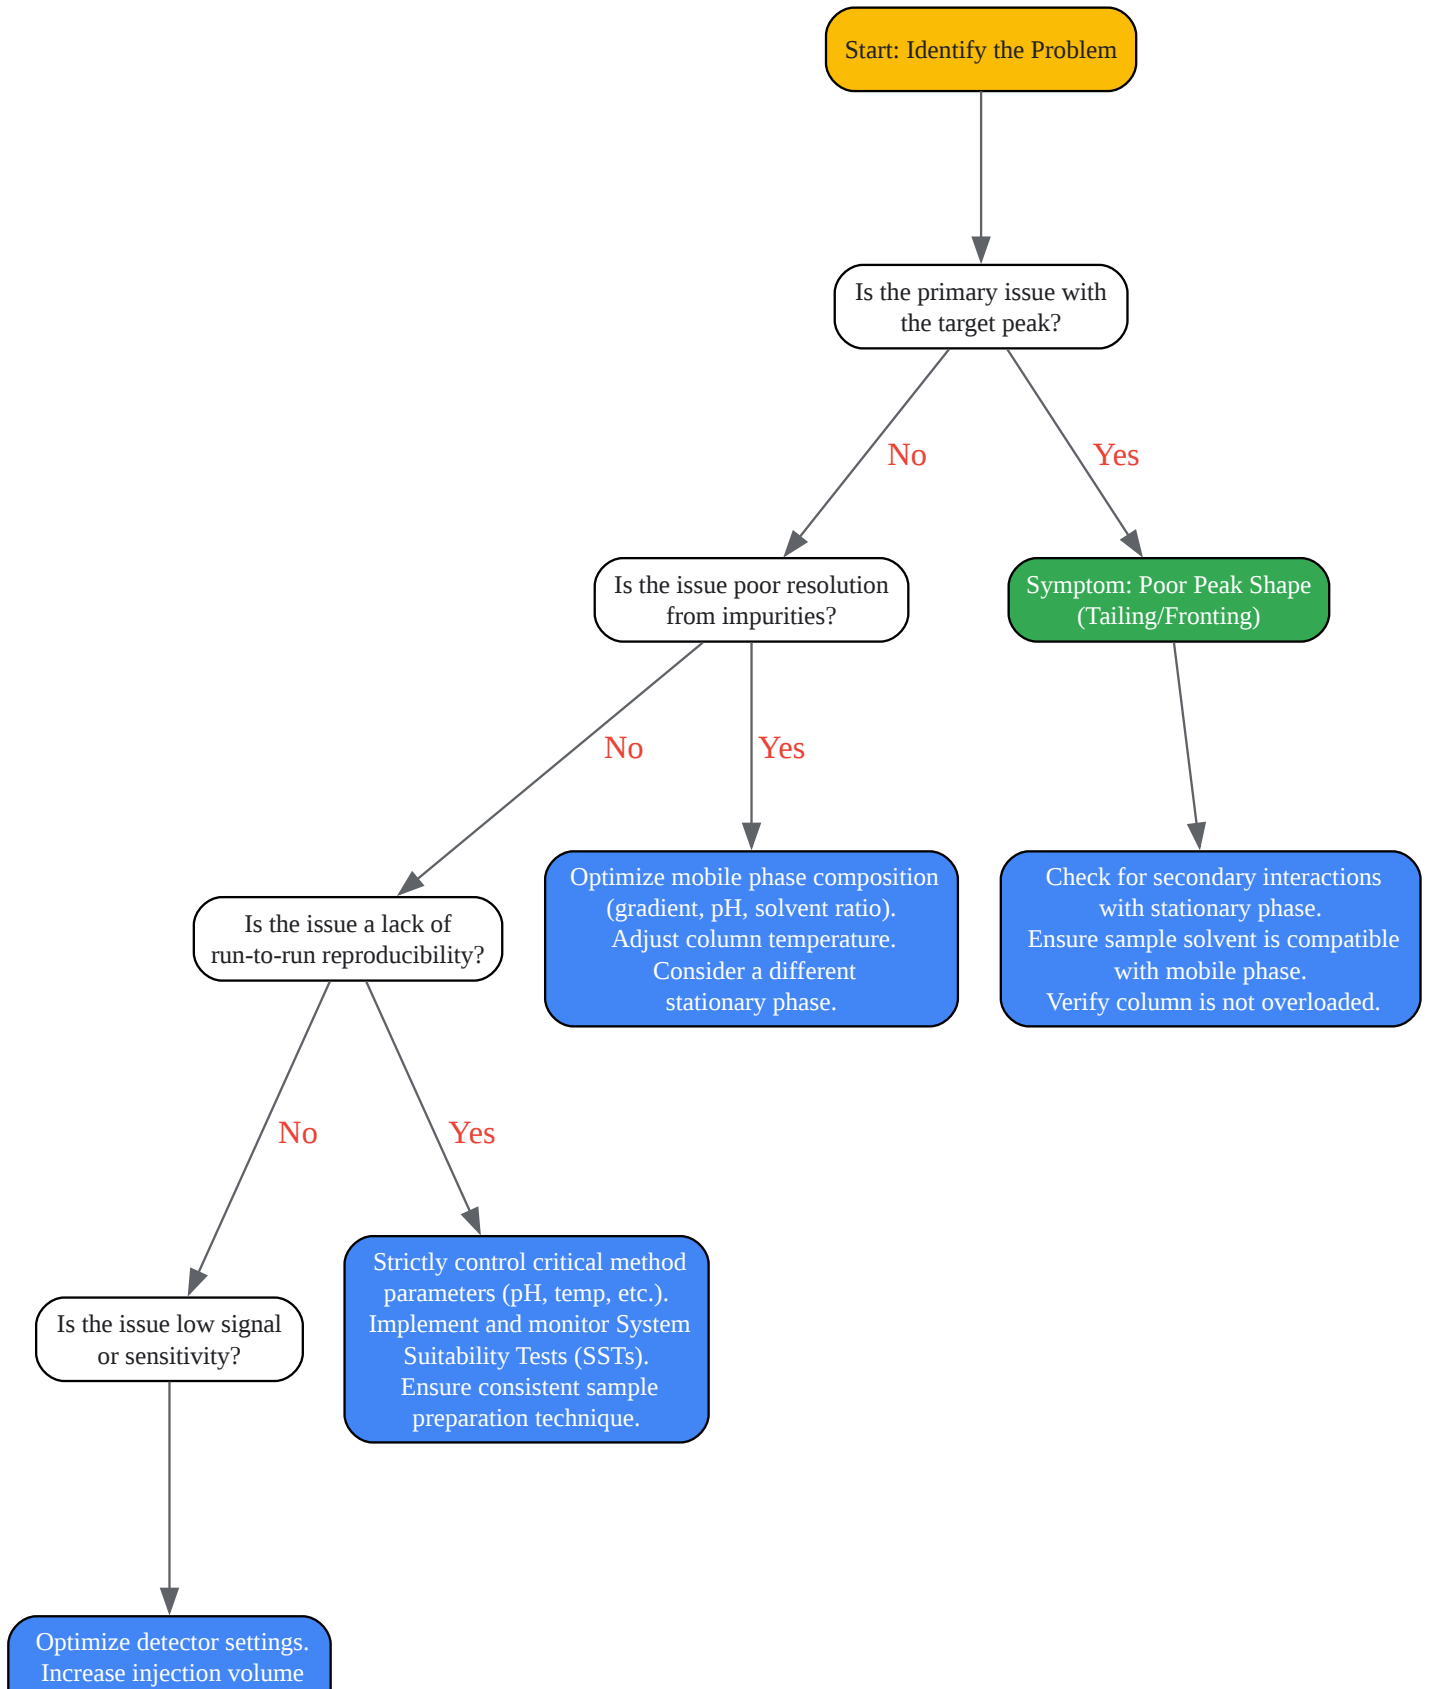 Start: Identify the Problem
Is the primary issue with
the target peak?
No
Yes
Is the issue poor resolution
from impurities?
Symptom: Poor Peak Shape
(Tailing/Fronting)
No
Yes
Is the issue a lack of
run-to-run reproducibility?
Optimize mobile phase composition
(gradient, pH, solvent ratio).
Adjust column temperature.
Consider a different
stationary phase.
Check for secondary interactions
with stationary phase.
Ensure sample solvent is compatible
with mobile phase.
Verify column is not overloaded.
No
Yes
Is the issue low signal
or sensitivity?
Strictly control critical method
parameters (pH, temp, etc.).
Implement and monitor System
Suitability Tests (SSTs).
Ensure consistent sample
preparation technique.
Optimize detector settings.
Increase injection volume